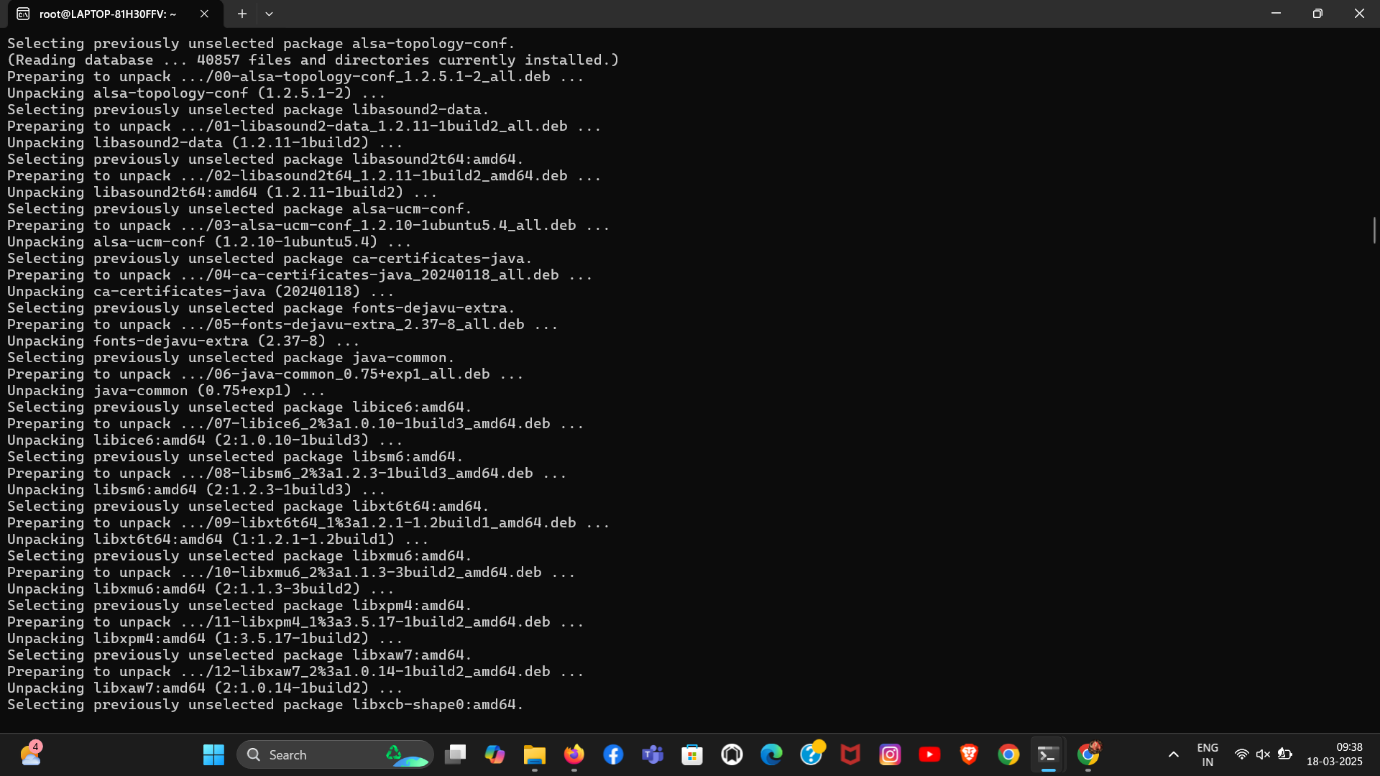 root@LAPTOP-81H30FFV: ~
Selecting previously unselected package alsa-topology-conf.
(Reading database ... 40857 files and directories currently installed.)
Preparing to unpack .../00-alsa-topology-conf_1.2.5.1-2_all.deb ...
Unpacking alsa-topology-conf (1.2.5.1-2) ...
Selecting previously unselected package libasound2-data.
Preparing to unpack .../01-libasound2-data_1.2.11-1build2_all.deb ...
Unpacking libasound2-data (1.2.11-1build2) ...
Selecting previously unselected package libasound2t64:amd64.
Preparing to unpack .../02-libasound2t64_1.2.11-1build2_amd64.deb ...
Unpacking libasound2t64:amd64 (1.2.11-1build2) ...
Selecting previously unselected package alsa-ucm-conf.
Preparing to unpack .../03-alsa-ucm-conf_1.2.10-1ubuntu5.4_all.deb ...
Unpacking alsa-ucm-conf (1.2.10-1ubuntu5.4) ...
Selecting previously unselected package ca-certificates-java.
Preparing to unpack .../04-ca-certificates-java_20240118_all.deb ...
Unpacking ca-certificates-java (20240118) ...
Selecting previously unselected package fonts-dejavu-extra.
Preparing to unpack .../05-fonts-dejavu-extra_2.37-8_all.deb ...
Unpacking fonts-dejavu-extra (2.37-8) ...
Selecting previously unselected package java-common.
Preparing to unpack .../06-java-common_0.75+exp1_all.deb ...
Unpacking java-common (0.75+exp1) ...
Selecting previously unselected package libice6:amd64.
Preparing to unpack .../07-libice6_2%3a1.0.10-1build3_amd64.deb ...
Unpacking libice6:amd64 (2:1.0.10-1build3) ...
Selecting previously unselected package libsm6:amd64.
Preparing to unpack .../08-libsm6_2%3a1.2.3-1build3_amd64.deb ...
Unpacking libsm6:amd64 (2:1.2.3-1build3) ...
Selecting previously unselected package libxt6t64:amd64.
Preparing to unpack .../09-libxt6t64_1%3a1.2.1-1.2build1_amd64.deb ...
Unpacking libxt6t64:amd64 (1:1.2.1-1.2build1) ...
Selecting previously unselected package libxmu6:amd64.
Preparing to unpack .../10-libxmu6_2%3a1.1.3-3build2_amd64.deb ...
Unpacking libxmu6:amd64 (2:1.1.3-3build2) ...
Selecting previously unselected package libxpm4:amd64.
Preparing to unpack .../11-libxpm4_1%3a3.5.17-1build2_amd64.deb ...
Unpacking libxpm4:amd64 (1:3.5.17-1build2) ...
Selecting previously unselected package libxaw7:amd64.
Preparing to unpack .../12-libxaw7_2%3a1.0.14-1build2_amd64.deb ...
Unpacking libxaw7:amd64 (2:1.0.14-1build2) ...
Selecting previously unselected package libxcb-shape0:amd64.
4
Search
ENG
IN
09:38
18-03-2025